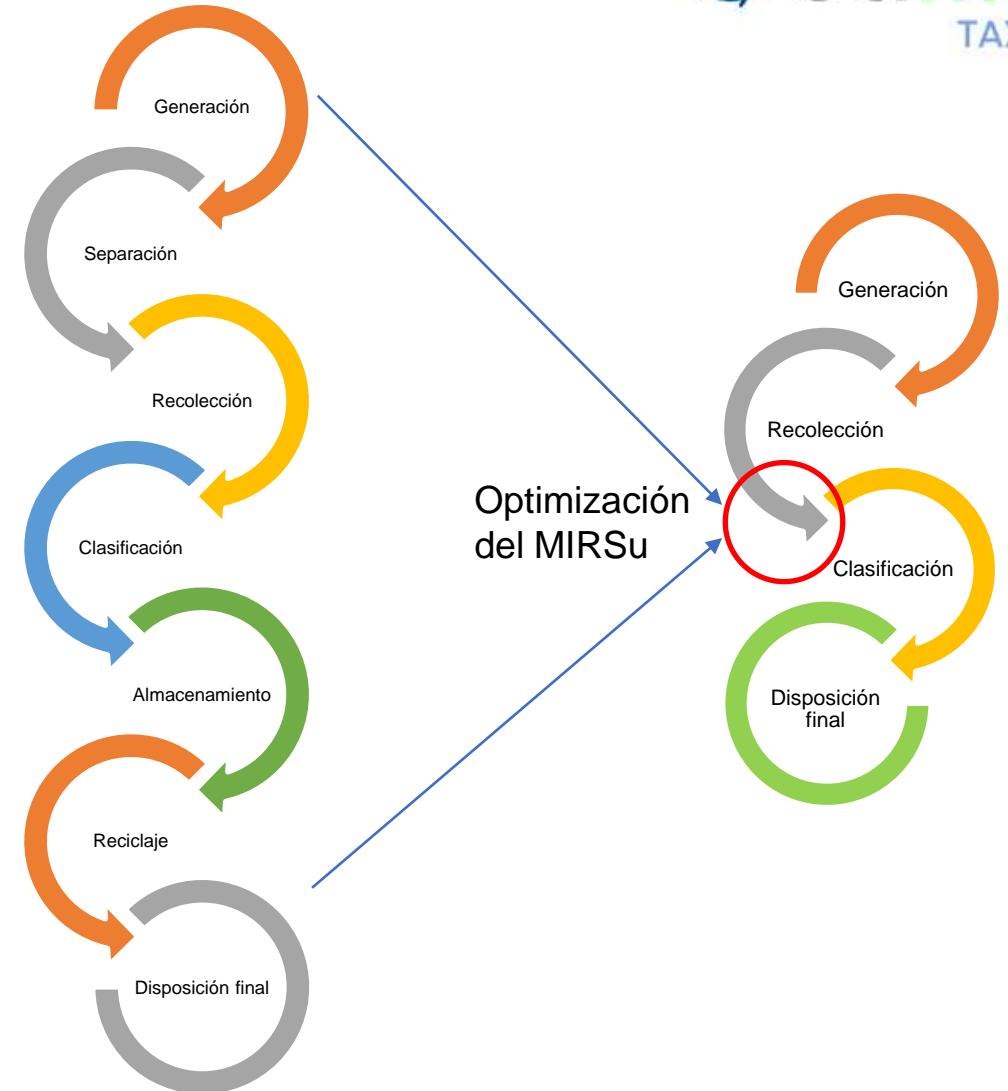 TAX
Generación
Separación
Recolección
Clasificación
Almacenamiento
Reciclaje
Disposición final
Optimización
del MIRSu
Generación
Recolección
Clasificación
Disposición
final